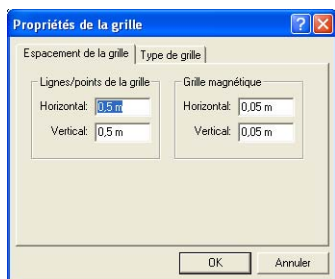 Propriétés de la grille
Espacement de la grille Type de grille
Lignes/points de la grille
Horizontal: 0,5 m
Vertical: 0,5 m
Grille magnétique
Horizontal: 0,05 m
Vertical: 0,05 m
OK Annuler